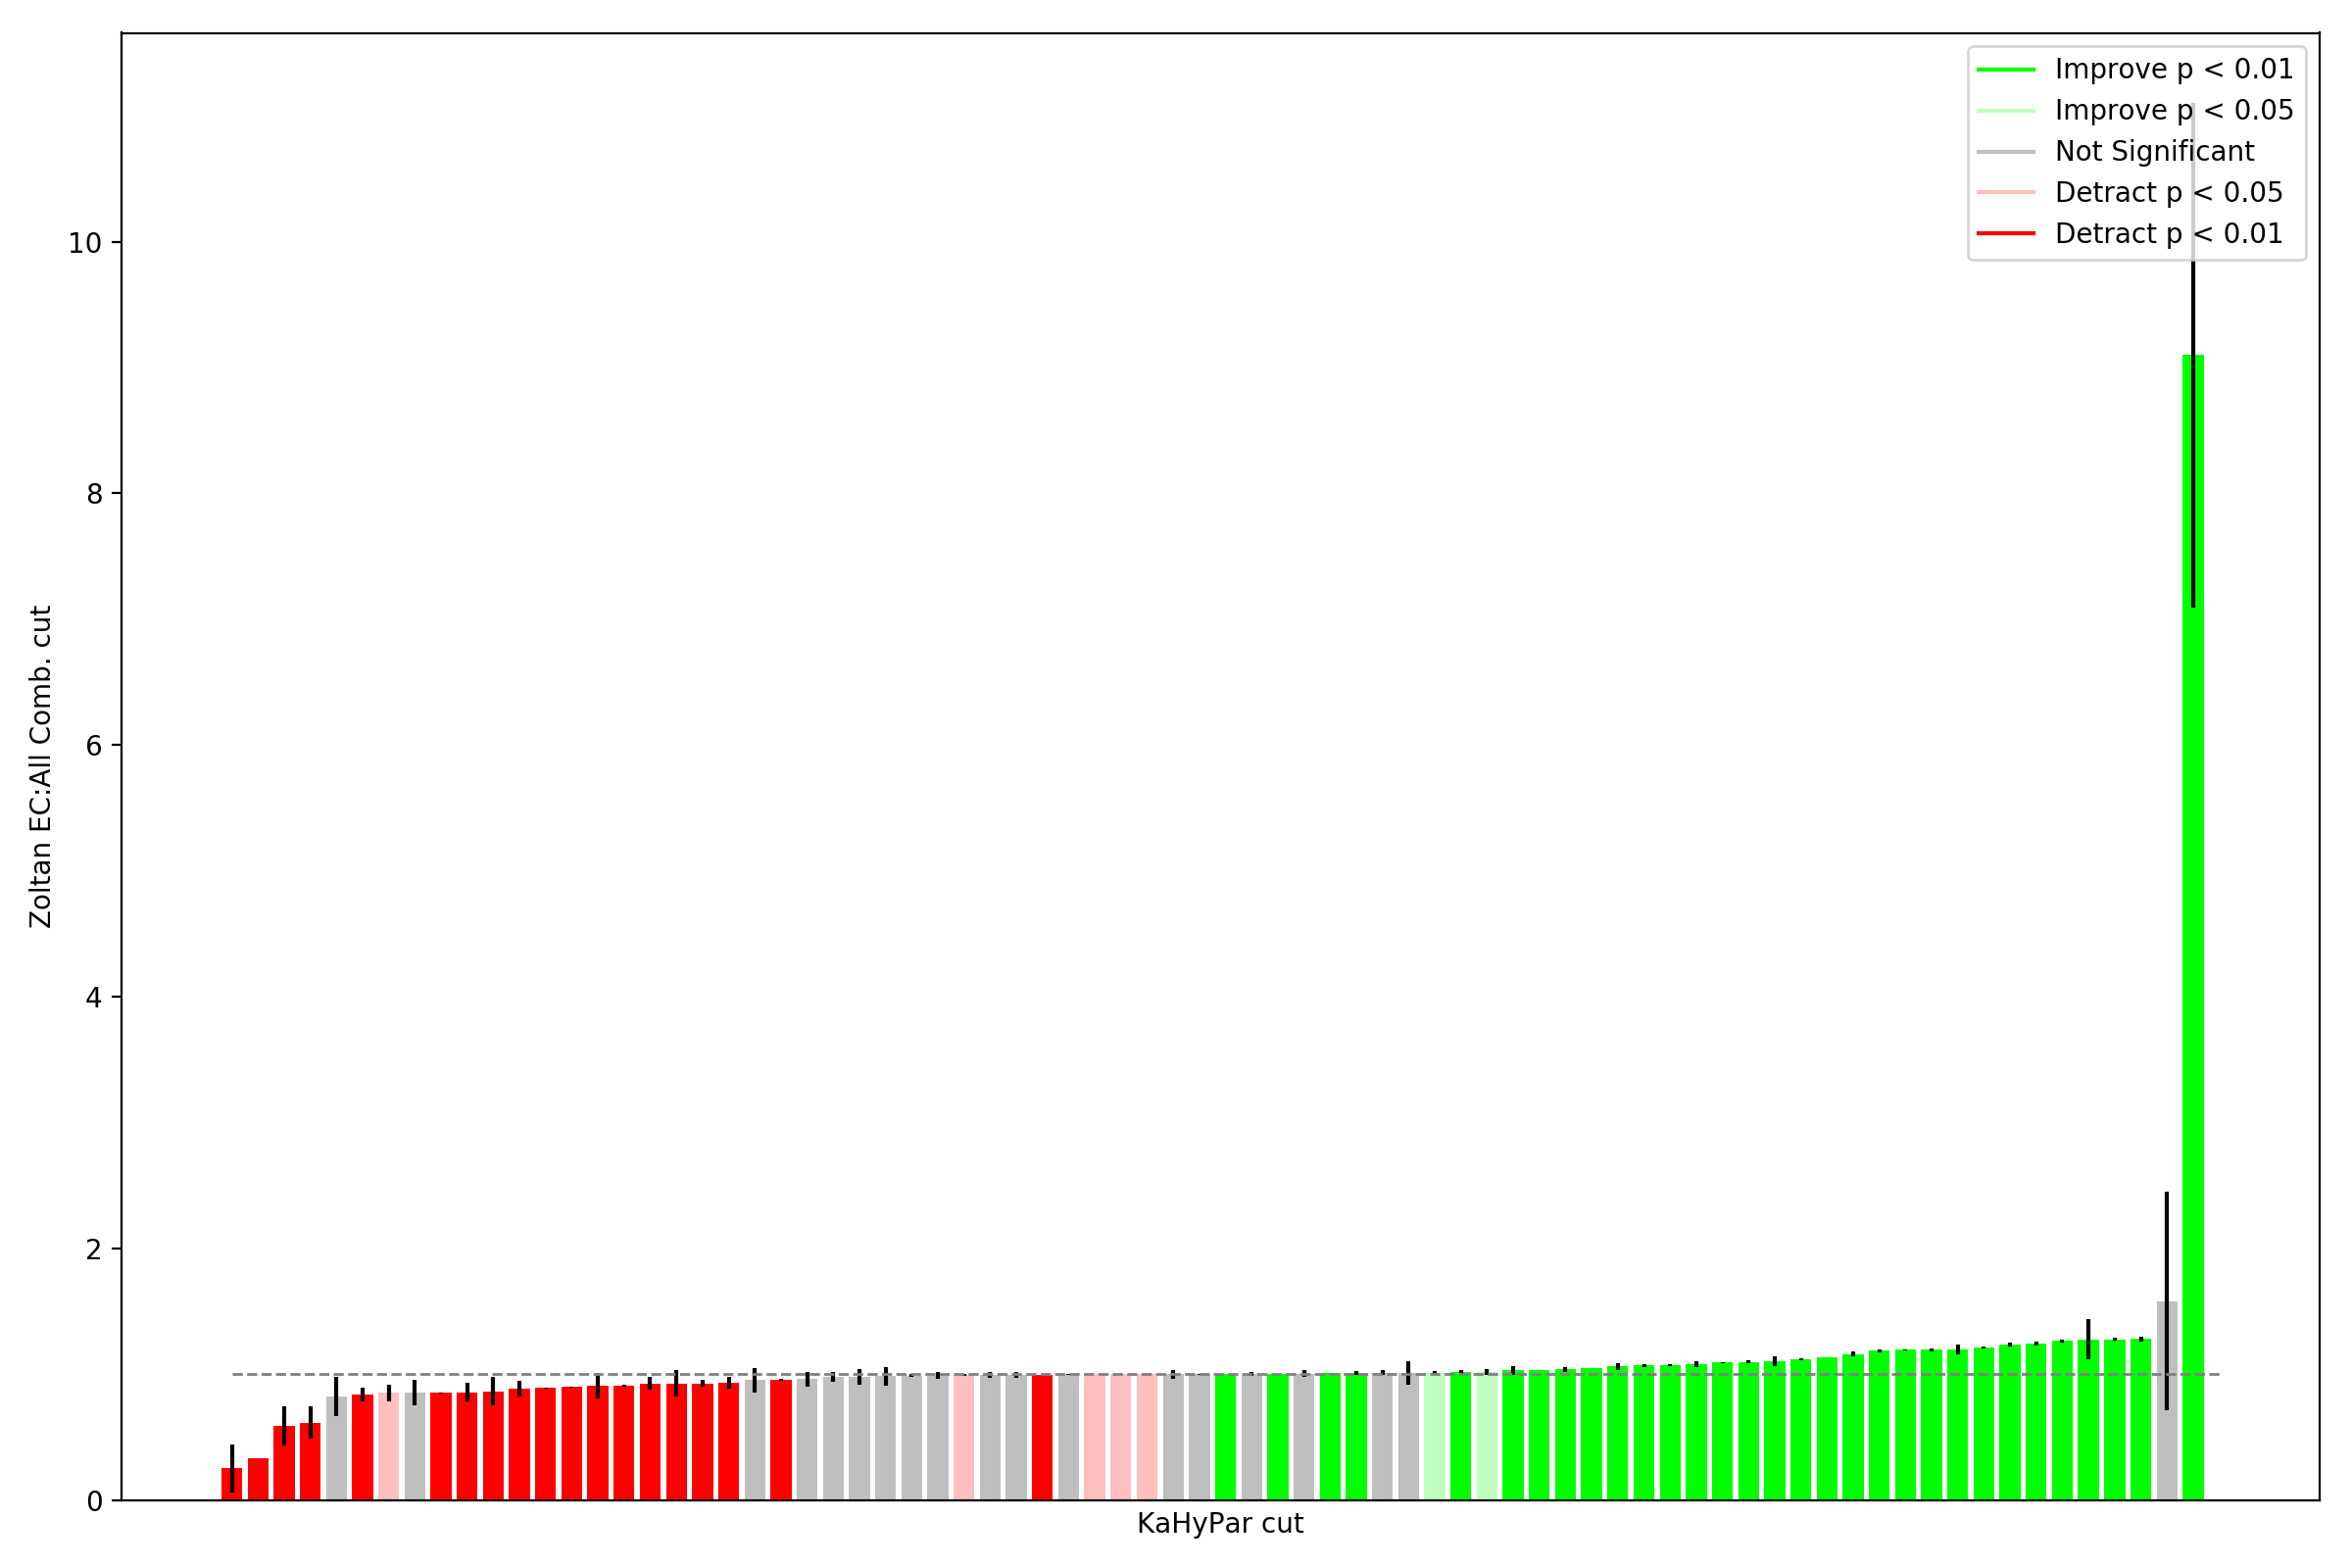 Improve p < 0.01
Improve p < 0.05
Not Significant
Detract p < 0.05
Detract p < 0.01
10
8
6
4
2
0
Zoltan EC:All Comb. cut
KaHyPar cut